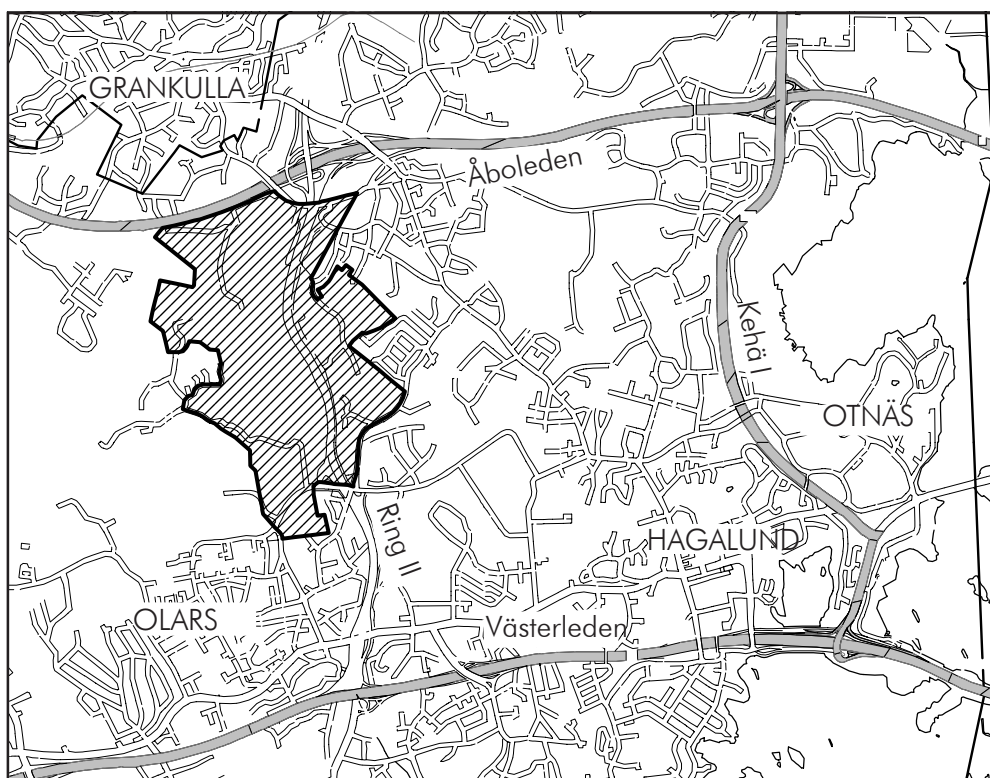 GRANKULLA
Åboleden
Kehä I
OTNÄS
Ring II
HAGALUND
OLARS
Västerleden